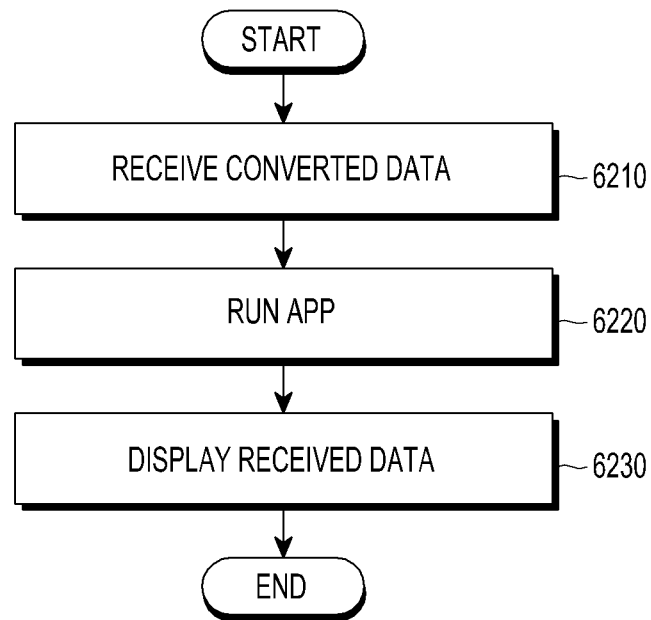 START
RECEIVE CONVERTED DATA
6210
RUN APP
6220
DISPLAY RECEIVED DATA
6230
END